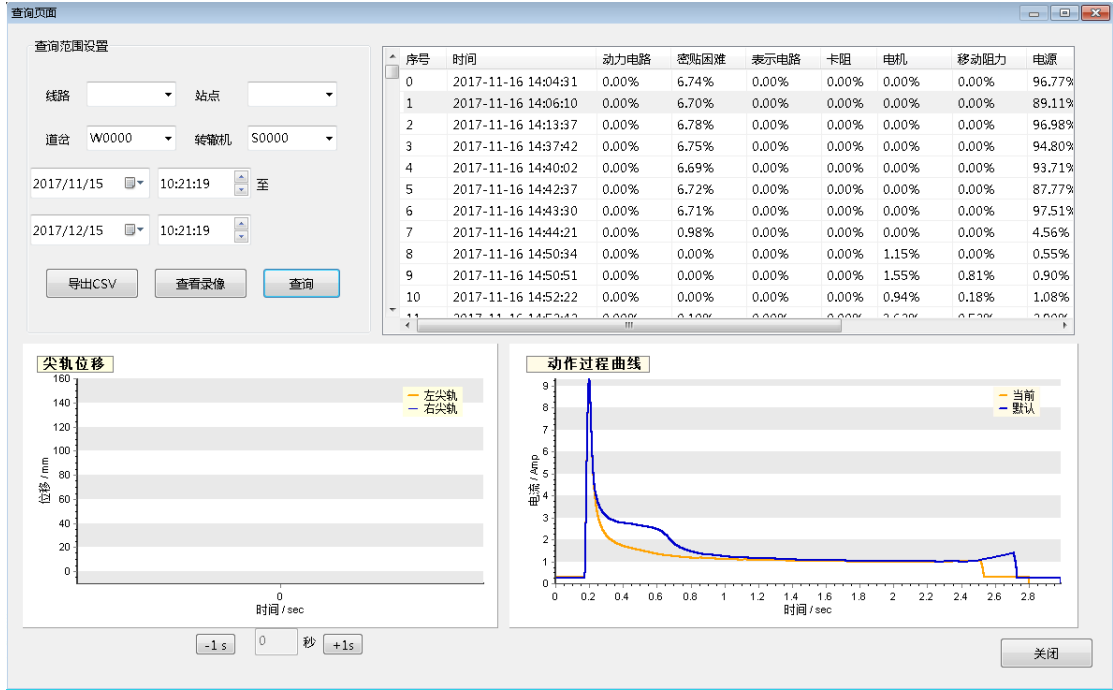 查询页面
查询范围设置
线路 站点
道岔 W0000 转辙机 S0000
2017/11/15 10:21:19 至
2017/12/15 10:21:19
导出CSV 查看录像 查询
序号 时间 动力电路 密贴困难 表示电路 卡阻 电机 移动阻力 电源
0 2017-11-16 14:04:31 0.00% 6.74% 0.00% 0.00% 0.00% 0.00% 96.77%
1 2017-11-16 14:06:10 0.00% 6.70% 0.00% 0.00% 0.00% 0.00% 89.11%
2 2017-11-16 14:13:37 0.00% 6.78% 0.00% 0.00% 0.00% 0.00% 96.98%
3 2017-11-16 14:37:42 0.00% 6.75% 0.00% 0.00% 0.00% 0.00% 94.80%
4 2017-11-16 14:40:02 0.00% 6.69% 0.00% 0.00% 0.00% 0.00% 93.71%
5 2017-11-16 14:42:37 0.00% 6.72% 0.00% 0.00% 0.00% 0.00% 87.77%
6 2017-11-16 14:43:30 0.00% 6.71% 0.00% 0.00% 0.00% 0.00% 97.51%
7 2017-11-16 14:44:21 0.00% 0.98% 0.00% 0.00% 0.00% 0.00% 4.56%
8 2017-11-16 14:50:34 0.00% 0.00% 0.00% 0.00% 1.15% 0.00% 0.55%
9 2017-11-16 14:50:51 0.00% 0.00% 0.00% 0.00% 1.55% 0.81% 0.90%
10 2017-11-16 14:52:22 0.00% 0.00% 0.00% 0.00% 0.94% 0.18% 1.08%
尖轨位移
160
140
120
100
80
60
40
20
0
位移/mm
左尖轨
右尖轨
0
时间/sec
动作过程曲线
9
8
7
6
5
4
3
2
1
0
电流/Amp
当前
默认
0 0.2 0.4 0.6 0.8 1 1.2 1.4 1.6 1.8 2 2.2 2.4 2.6 2.8
时间/sec
-1 s 0 秒 +1s
关闭